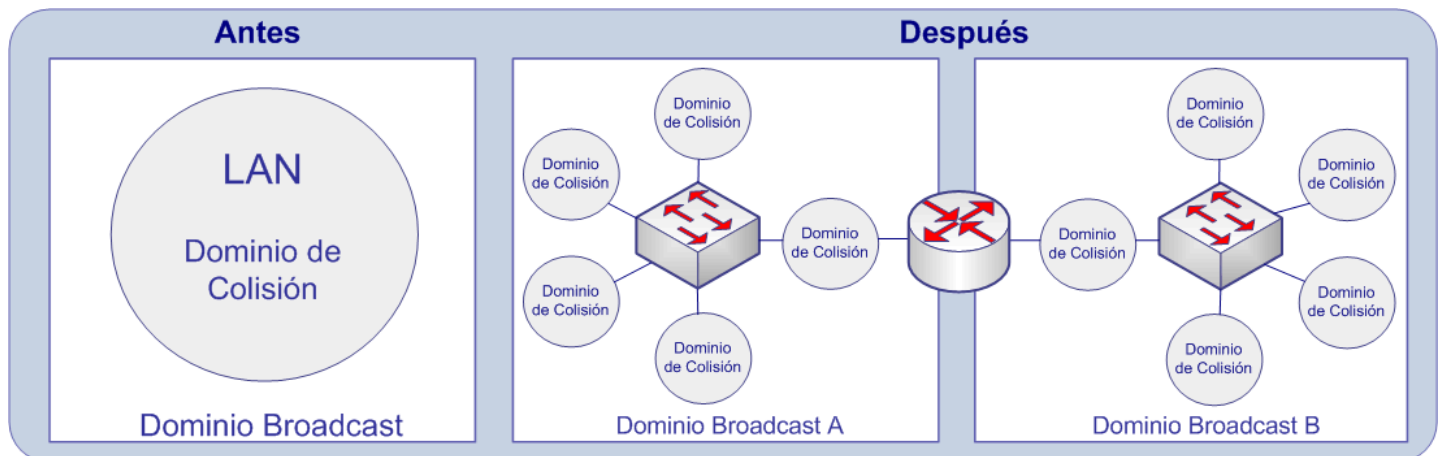 Antes
Después
LAN
Dominio de
Colisión
Dominio Broadcast
Dominio
de Colisión
Dominio
de Colisión
Dominio
de Colisión
Dominio
de Colisión
Dominio
de Colisión
Dominio Broadcast A
Dominio
de Colisión
Dominio
de Colisión
Dominio
de Colisión
Dominio
de Colisión
Dominio
de Colisión
Dominio Broadcast B